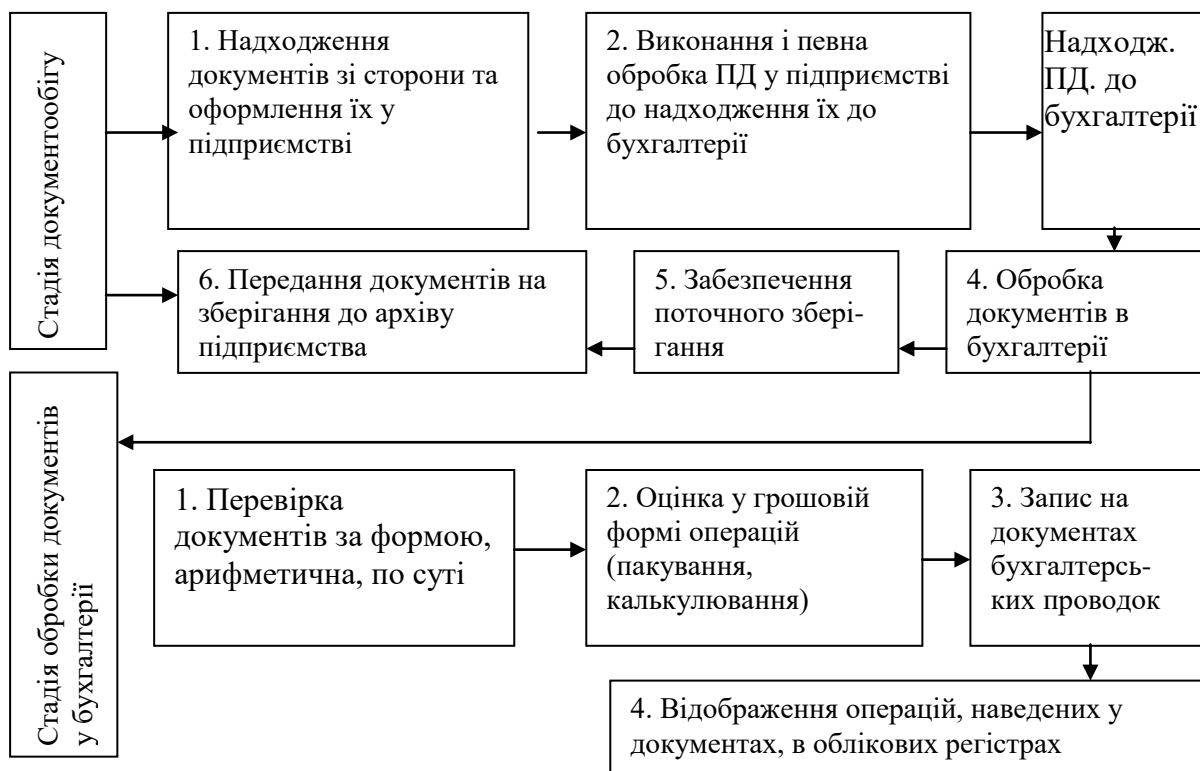 Стадія документообігу
1. Надходження
документів зі сторони та
оформлення їх у
підприємстві
2. Виконання і певна
обробка ПД у підприємстві
до надходження їх до
бухгалтерії
Надходж.
ПД. до
бухгалтерії
6. Передання документів на
зберігання до архіву
підприємства
5. Забезпечення
поточного збері-
гання
4. Обробка
документів в
бухгалтерії
Стадія обробки документів
у бухгалтерії
1. Перевірка
документів за формою,
арифметична, по суті
2. Оцінка у грошовій
формі операцій
(пакування,
калькулювання)
3. Запис на
документах
бухгалтерсь-
ких проводок
4. Відображення операцій, наведених у
документах, в облікових регістрах